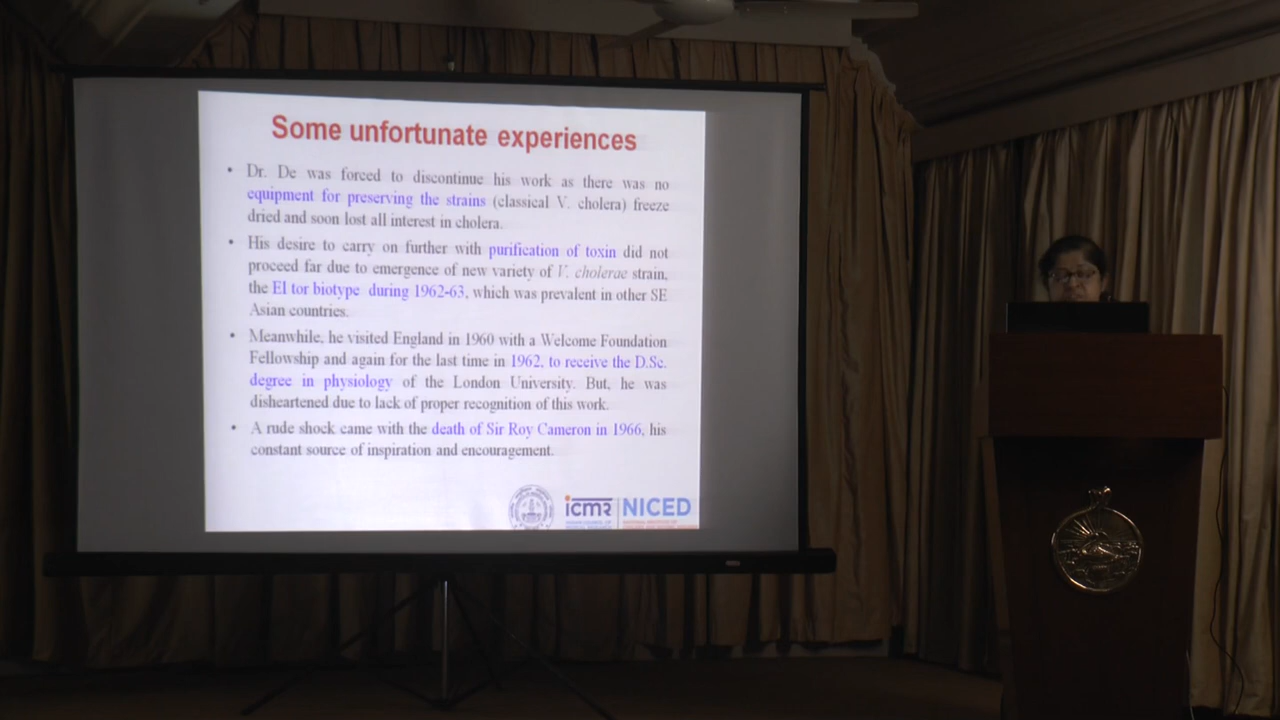 Some unfortunate experiences
• Dr. De was forced to discontinue his work as there was no
equipment for preserving the strains (classical V. cholera) freeze
dried and soon lost all interest in cholera.
• His desire to carry on further with purification of toxin did not
proceed far due to emergence of new variety of V. cholerae strain,
the El tor biotype during 1962-63, which was prevalent in other SE
Asian countries.
• Meanwhile, he visited England in 1960 with a Welcome Foundation
Fellowship and again for the last time in 1962, to receive the D.Sc.
degree in physiology of the London University. But, he was
disheartened due to lack of proper recognition of this work.
• A rude shock came with the death of Sir Roy Cameron in 1966, his
constant source of inspiration and encouragement.
icmr NICED